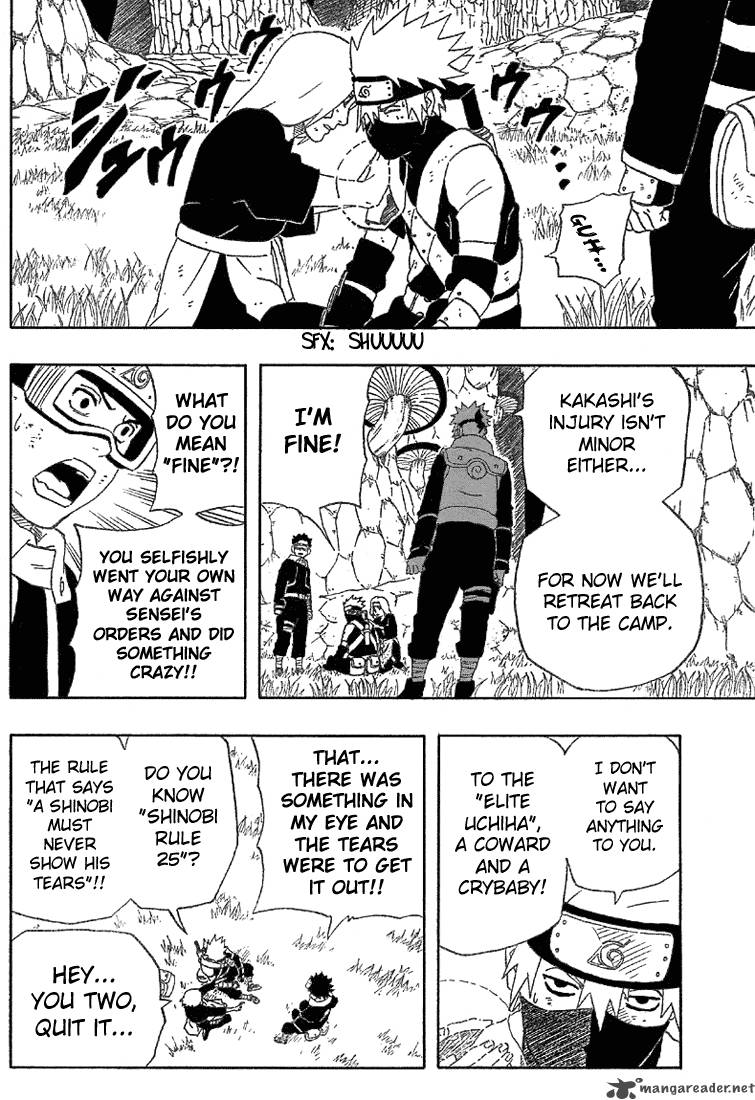 ジュウウウ
GUH...
SFX: SHUUUUU
KAKASHI'S
INJURY ISN'T
MINOR
EITHER...
FOR NOW WE'LL
RETREAT BACK
TO THE CAMP.
I'M
FINE!
WHAT
DO YOU
MEAN
"FINE"?!
YOU SELFISHLY
WENT YOUR OWN
WAY AGAINST
SENSEI'S
ORDERS AND DID
SOMETHING
CRAZY!!
I DON'T
WANT
TO SAY
ANYTHING
TO YOU.
TO THE
"ELITE
UCHIHA",
A COWARD
AND A
CRYBABY!
THAT...
THERE WAS
SOMETHING IN
MY EYE AND
THE TEARS
WERE TO GET
IT OUT!!
DO YOU
KNOW
"SHINOBI
RULE
25"?
THE RULE
THAT SAYS
"A SHINOBI
MUST
NEVER
SHOW HIS
TEARS"!!
HEY...
YOU TWO,
QUIT IT...
mangareader.net